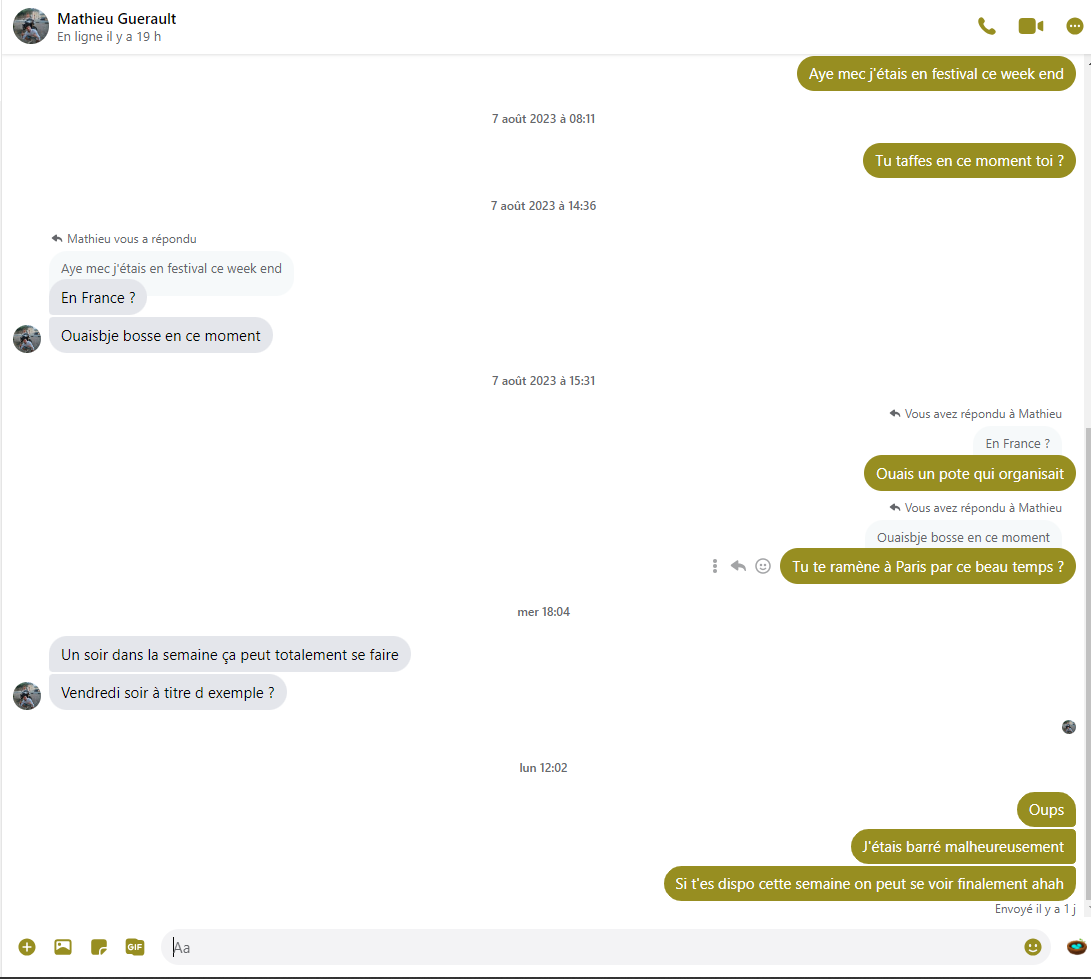 Mathieu Guerault
En ligne il y a 19 h
Aye mec j'étais en festival ce week end
7 août 2023 à 08:11
Tu taffes en ce moment toi ?
7 août 2023 à 14:36
Mathieu vous a répondu
Aye mec j'étais en festival ce week end
En France ?
Ouaisbje bosse en ce moment
7 août 2023 à 15:31
Vous avez répondu à Mathieu
En France ?
Ouais un pote qui organisait
Vous avez répondu à Mathieu
Ouaisbje bosse en ce moment
Tu te ramène à Paris par ce beau temps ?
mer 18:04
Un soir dans la semaine ça peut totalement se faire
Vendredi soir à titre d exemple ?
lun 12:02
Oups
J'étais barré malheureusement
Si t'es dispo cette semaine on peut se voir finalement ahah
Envoyé il y a 1 j
GIF
Aa